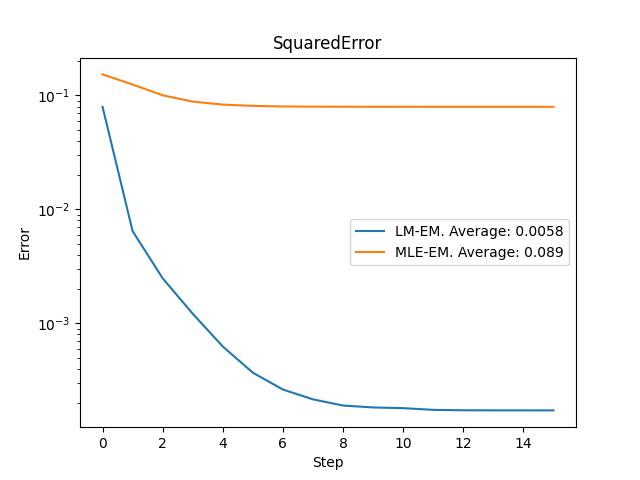 SquaredError
10⁻¹
10⁻²
10⁻³
Error
LM-EM. Average: 0.0058
MLE-EM. Average: 0.089
0 2 4 6 8 10 12 14
Step